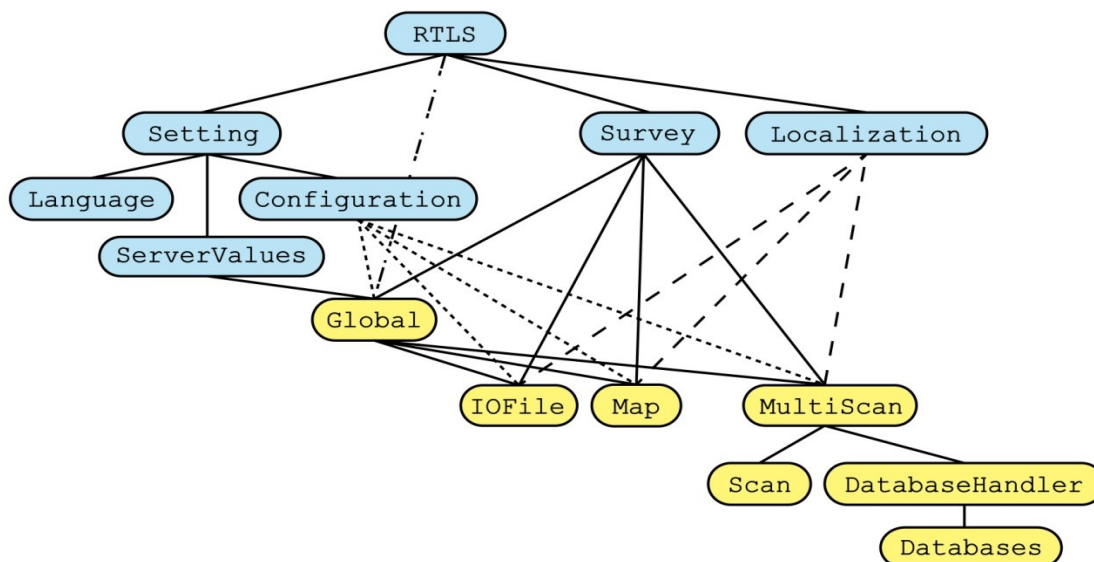 RTLS
Setting
Survey
Localization
Language
Configuration
ServerValues
Global
IOFile
Map
MultiScan
Scan
DatabaseHandler
Databases